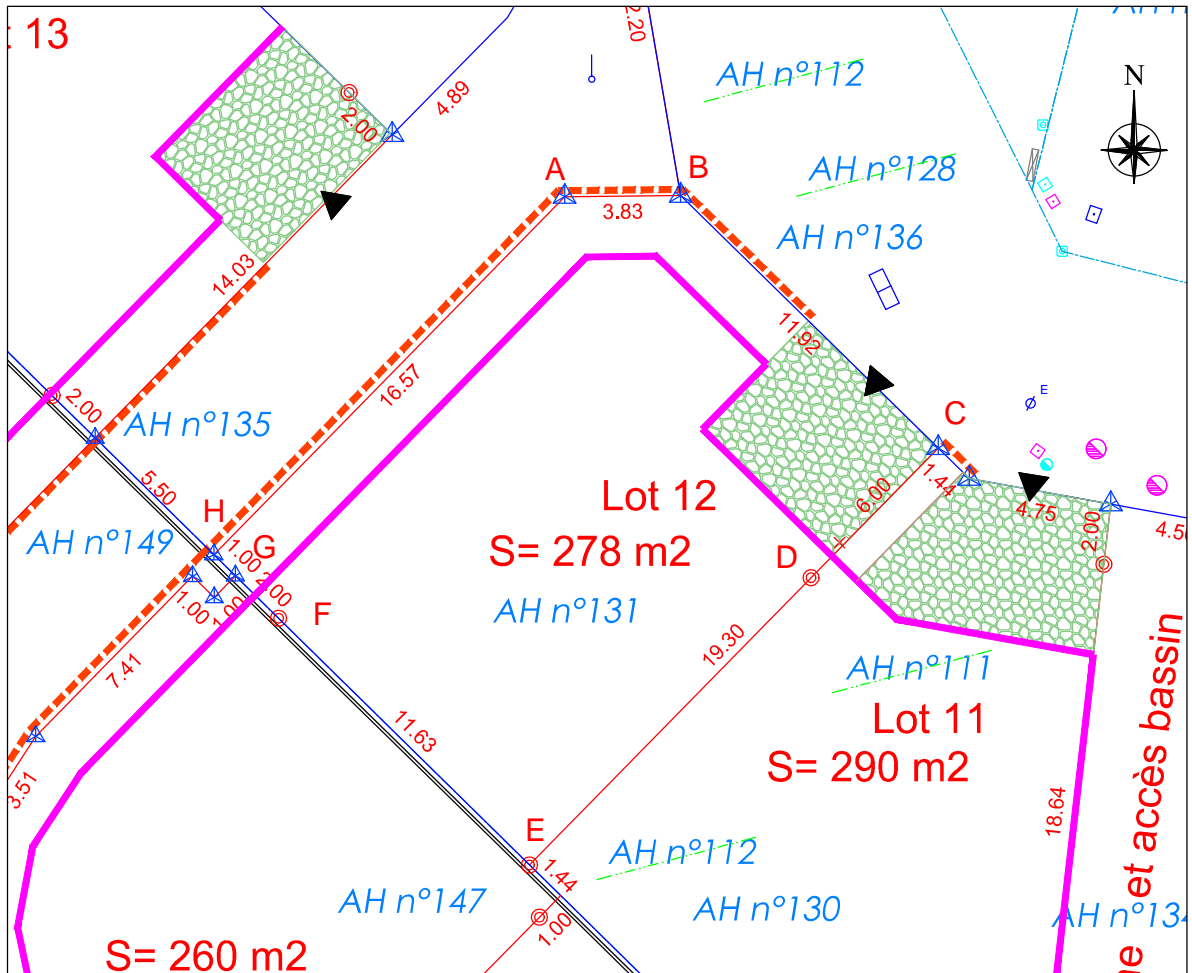 : 13
2.20
AH n°112
N
4.89
2.00
AH n°128
A
B
3.83
AH n°136
14.03
11.92
16.57
E
2.00
AH n°135
C
5.50
1.44
Lot 12
6.00
4.75
2.00
4.50
H
AH n°149
1.00
G
S= 278 m2
D
2.00
1.00
1.00
F
AH n°131
19.30
7.41
AH n°111
Lot 11
11.63
S= 290 m2
3.51
18.64
et accès bassin
E
AH n°112
1.44
AH n°147
1.00
AH n°130
AH n°134
S= 260 m2
ne